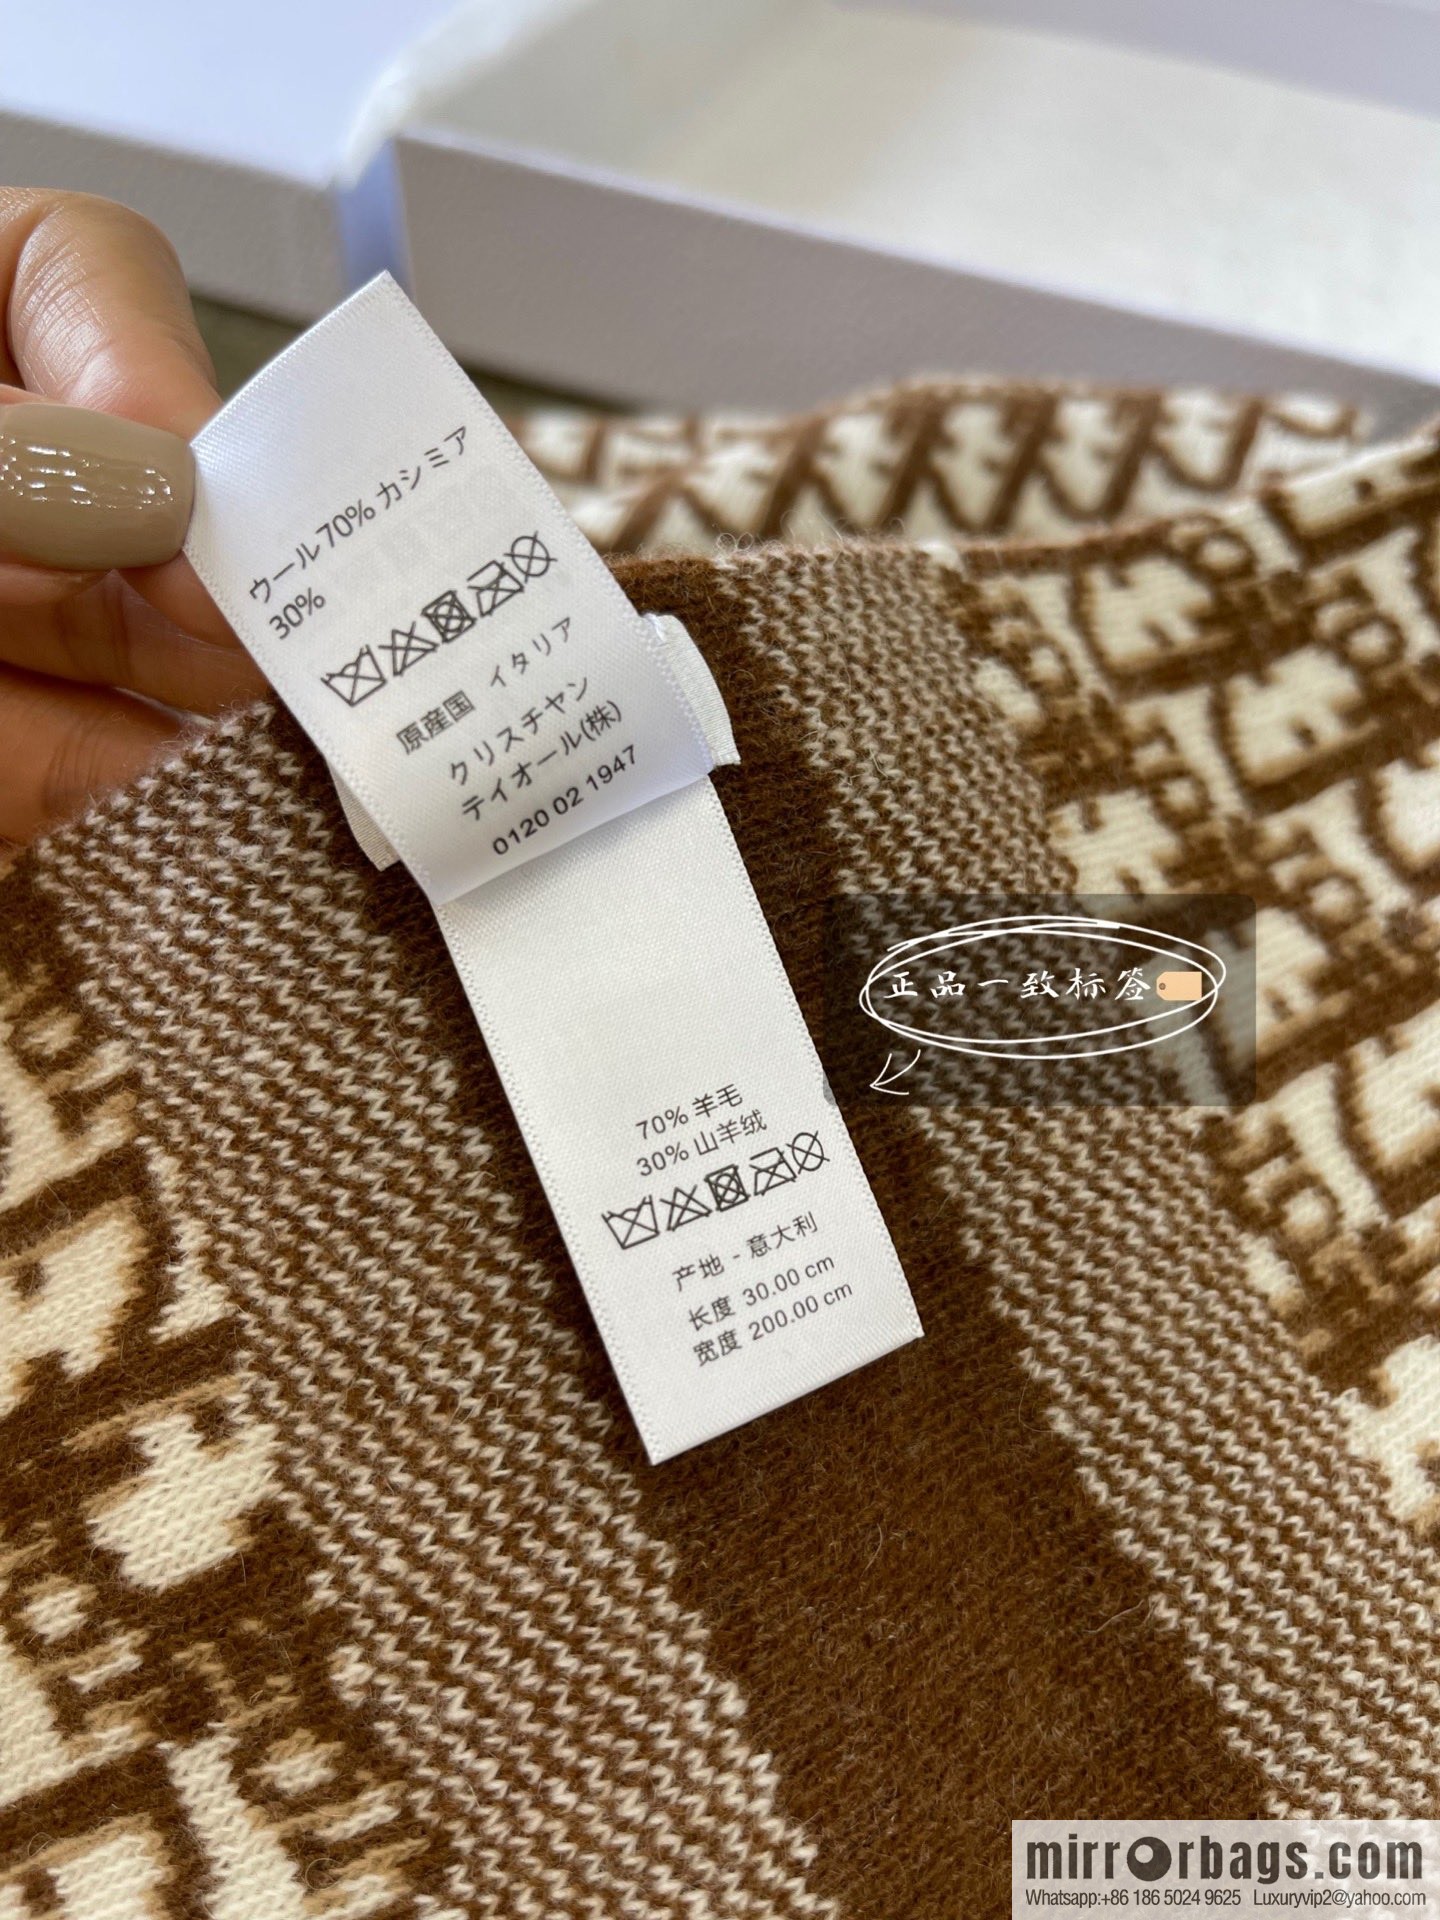 ウール70% カシミア
30%
原産国 イタリア
クリスチャン
ディオール(株)
0120 02 1947
正品一致标签
70% 羊毛
30% 山羊绒
产地 - 意大利
长度 30.00 cm
宽度 200.00 cm
mirrorbags.com
Whatsapp:+86 186 5024 9625 Luxuryvip2@yahoo.com